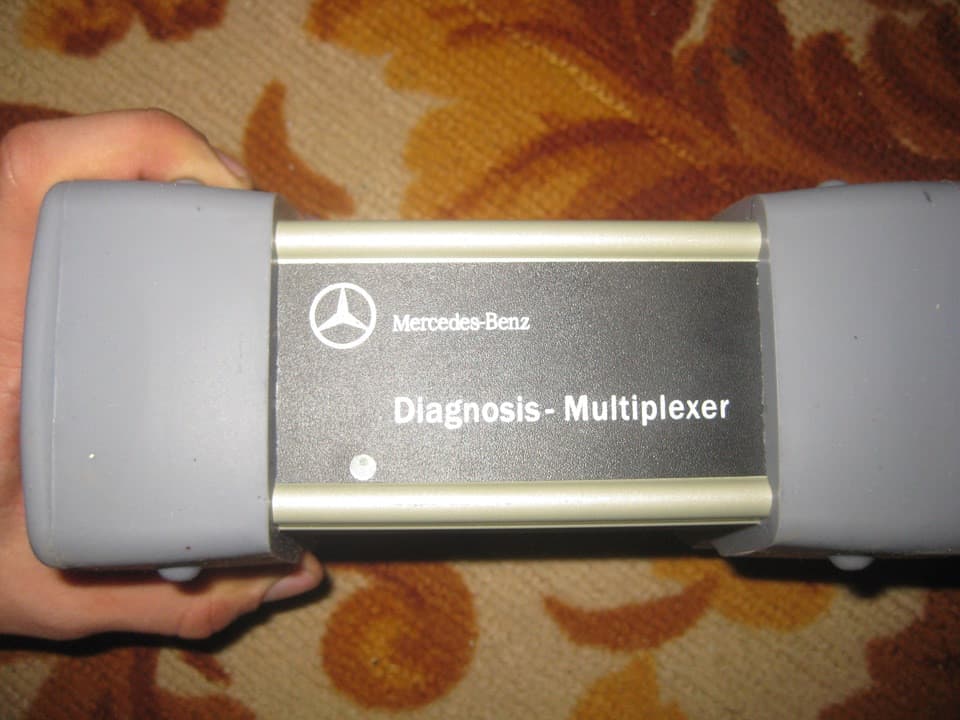 Mercedes-Benz
Diagnosis - Multiplexer